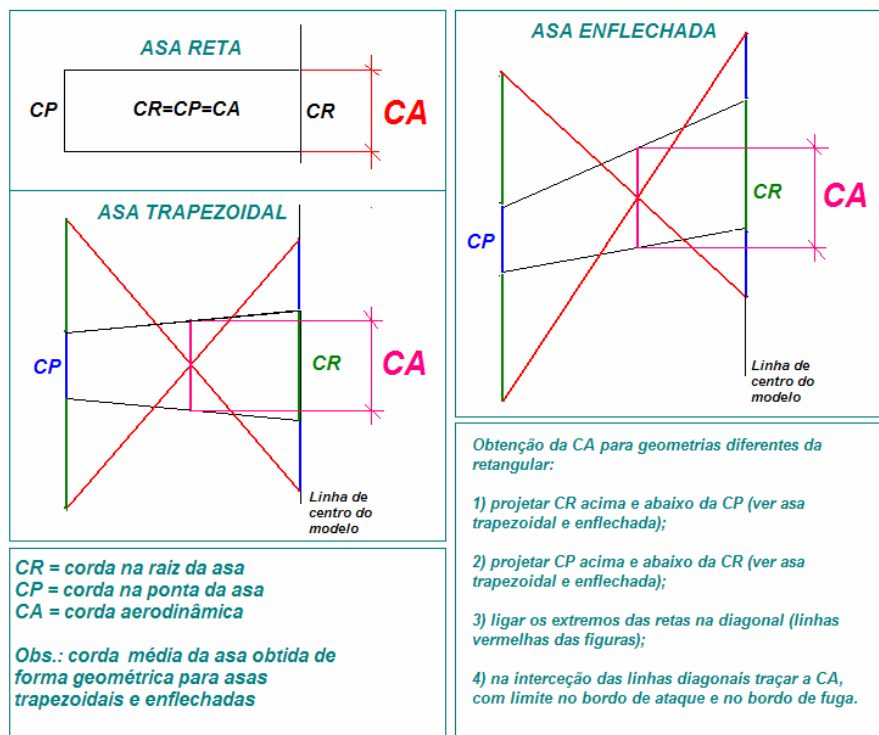 ASA RETA
CP
CR=CP=CA
CR
CA
ASA TRAPEZOIDAL
CP
CR
CA
Linha de
centro do
modelo
CR = corda na raiz da asa
CP = corda na ponta da asa
CA = corda aerodinâmica
Obs.: corda média da asa obtida de
forma geométrica para asas
trapezoidais e enflechadas
ASA ENFLECHADA
CP
CR
CA
Linha de
centro do
modelo
Obtenção da CA para geometrias diferentes da
retangular:
1) projetar CR acima e abaixo da CP (ver asa
trapezoidal e enflechada);
2) projetar CP acima e abaixo da CR (ver asa
trapezoidal e enflechada);
3) ligar os extremos das retas na diagonal (linhas
vermelhas das figuras);
4) na interceção das linhas diagonais traçar a CA,
com limite no bordo de ataque e no bordo de fuga.